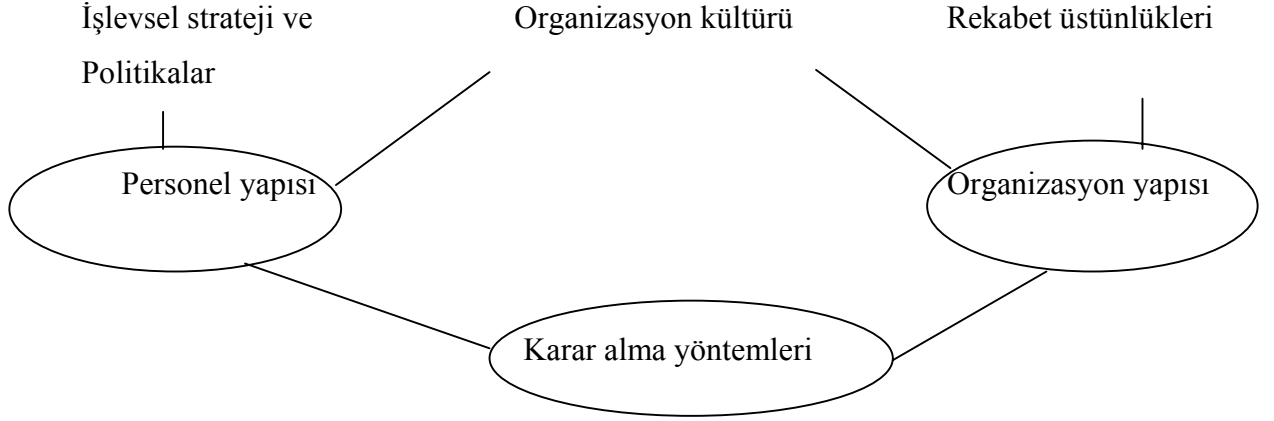 İşlevsel strateji ve
Politikalar
Organizasyon kültürü
Rekabet üstünlükleri
Personel yapısı
Organizasyon yapısı
Karar alma yöntemleri